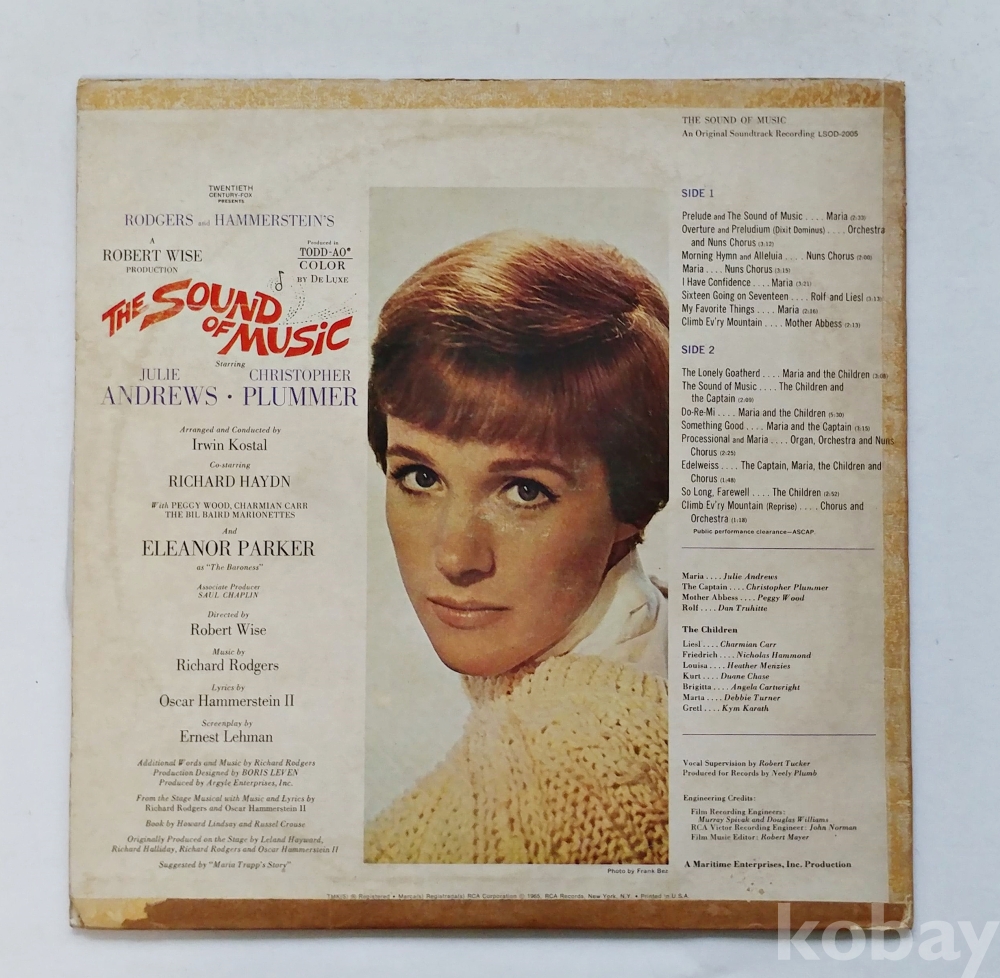 THE SOUND OF MUSIC
An Original Soundtrack Recording LSOD-2005
TWENTIETH
CENTURY-FOX
PRESENTS
RODGERS and HAMMERSTEIN'S
A
ROBERT WISE
PRODUCTION
Produced in
TODD-AO®
COLOR
BY DE LUXE
THE SOUND
OF MUSIC
Starring
JULIE CHRISTOPHER
ANDREWS · PLUMMER
Arranged and Conducted by
Irwin Kostal
Co-starring
RICHARD HAYDN
With PEGGY WOOD, CHARMIAN CARR
THE BIL BAIRD MARIONETTES
And
ELEANOR PARKER
as "The Baroness"
Associate Producer
SAUL CHAPLIN
Directed by
Robert Wise
Music by
Richard Rodgers
Lyrics by
Oscar Hammerstein II
Screenplay by
Ernest Lehman
Additional Words and Music by Richard Rodgers
Production Designed by BORIS LEVEN
Produced by Argyle Enterprises, Inc.
From the Stage Musical with Music and Lyrics by
Richard Rodgers and Oscar Hammerstein II
Book by Howard Lindsay and Russel Crouse
Originally Produced on the Stage by Leland Hayward,
Richard Halliday, Richard Rodgers and Oscar Hammerstein II
Suggested by "Maria Trapp's Story"
SIDE 1
Prelude and The Sound of Music .... Maria (2:33)
Overture and Preludium (Dixit Dominus) .... Orchestra
and Nuns Chorus (3:12)
Morning Hymn and Alleluia .... Nuns Chorus (2:00)
Maria .... Nuns Chorus (3:15)
I Have Confidence .... Maria (3:21)
Sixteen Going on Seventeen .... Rolf and Liesl (3:13)
My Favorite Things .... Maria (2:16)
Climb Ev'ry Mountain .... Mother Abbess (2:13)
SIDE 2
The Lonely Goatherd .... Maria and the Children (3:08)
The Sound of Music .... The Children and
the Captain (2:09)
Do-Re-Mi .... Maria and the Children (5:30)
Something Good .... Maria and the Captain (3:15)
Processional and Maria .... Organ, Orchestra and Nuns
Chorus (2:25)
Edelweiss .... The Captain, Maria, the Children and
Chorus (1:48)
So Long, Farewell .... The Children (2:52)
Climb Ev'ry Mountain (Reprise) .... Chorus and
Orchestra (1:18)
Public performance clearance—ASCAP
Maria .... Julie Andrews
The Captain .... Christopher Plummer
Mother Abbess .... Peggy Wood
Rolf .... Dan Truhitte
The Children
Liesl .... Charmian Carr
Friedrich .... Nicholas Hammond
Louisa .... Heather Menzies
Kurt .... Duane Chase
Brigitta .... Angela Cartwright
Marta .... Debbie Turner
Gretl .... Kym Karath
Vocal Supervision by Robert Tucker
Produced for Records by Neely Plumb
Engineering Credits:
Film Recording Engineers:
Murray Spivak and Douglas Williams
RCA Victor Recording Engineer: John Norman
Film Music Editor: Robert Mayer
A Maritime Enterprises, Inc. Production
Photo by Frank Bez
TMK(S) ® Registered • Marca(s) Registrada(s) RCA Corporation © 1965, RCA Records, New York, N.Y. • Printed in U.S.A.
kobay